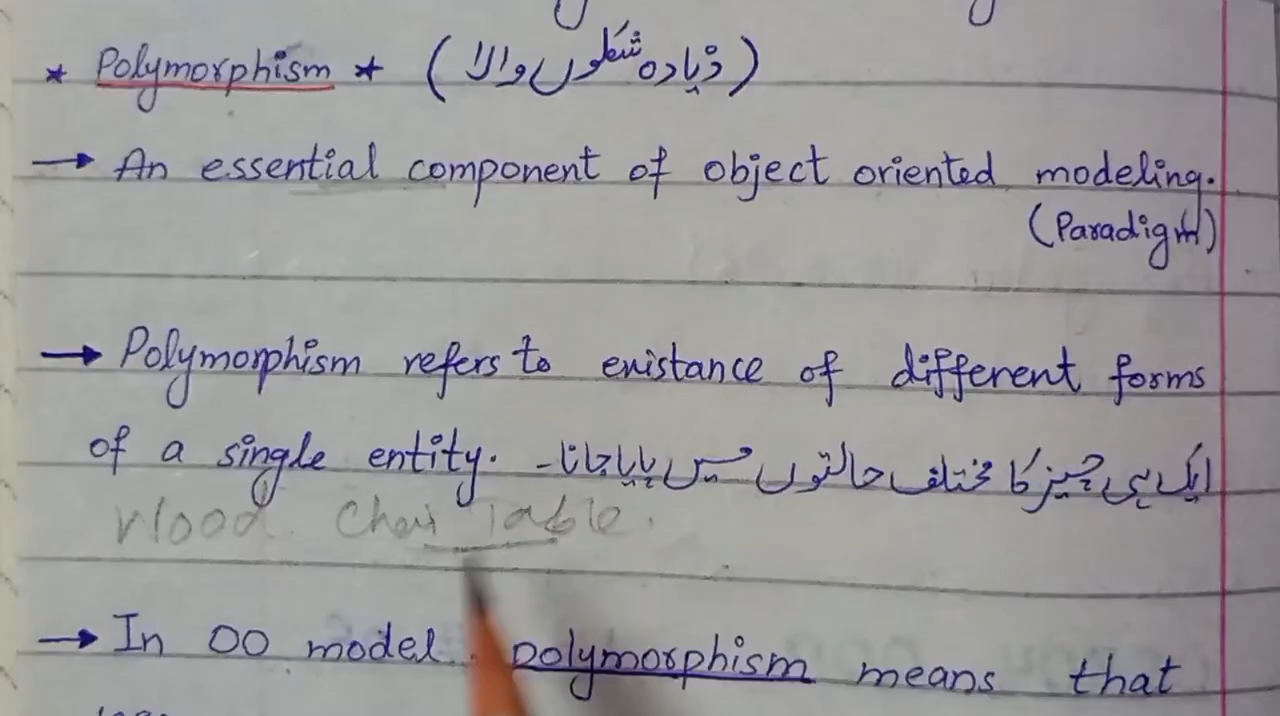 * Polymorphism * (زیادہ شکلوں والا)
→ An essential component of object oriented modeling.
(Paradigm)
→ Polymorphism refers to existance of different forms
of a single entity. ایک ہی چیز کا مختلف حالتوں میں پایا جانا۔
Wood Chair Table.
→ In OO model polymorphism means that